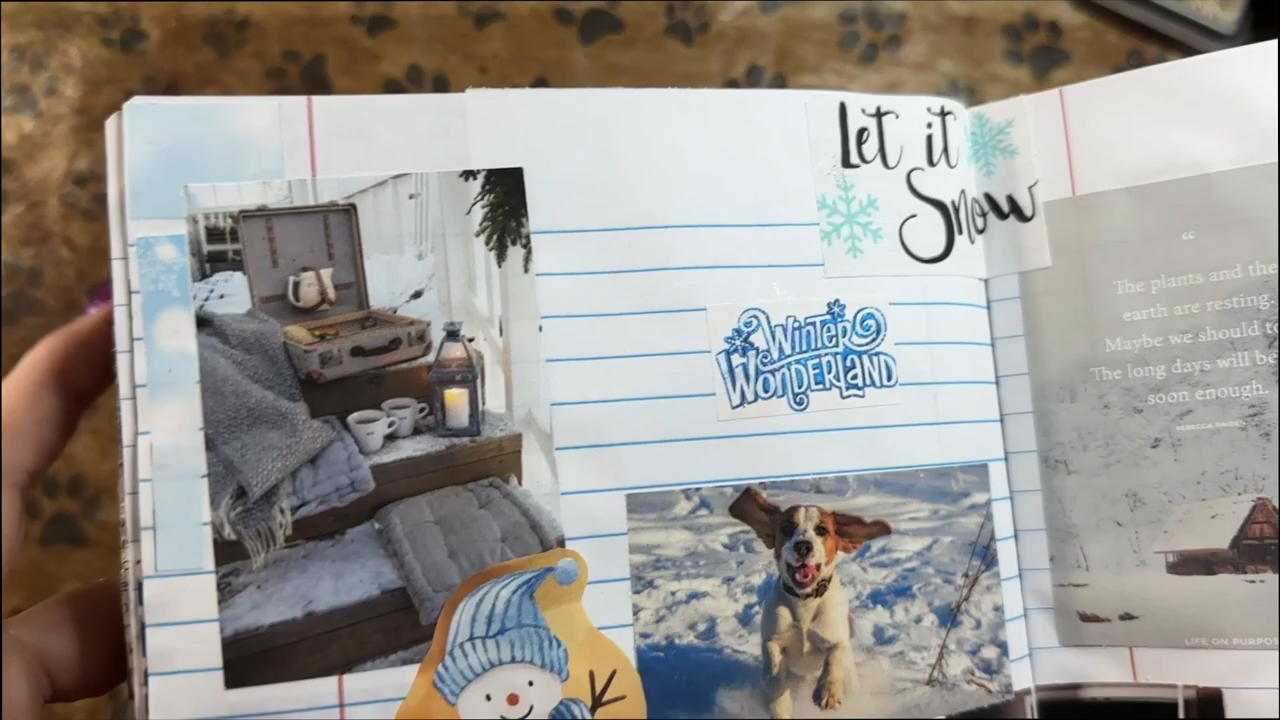 Let it
Snow
Winter
Wonderland
“
The plants and the
earth are resting.
Maybe we should
The long days will be
soon enough.
REBECCA
LIFE ON